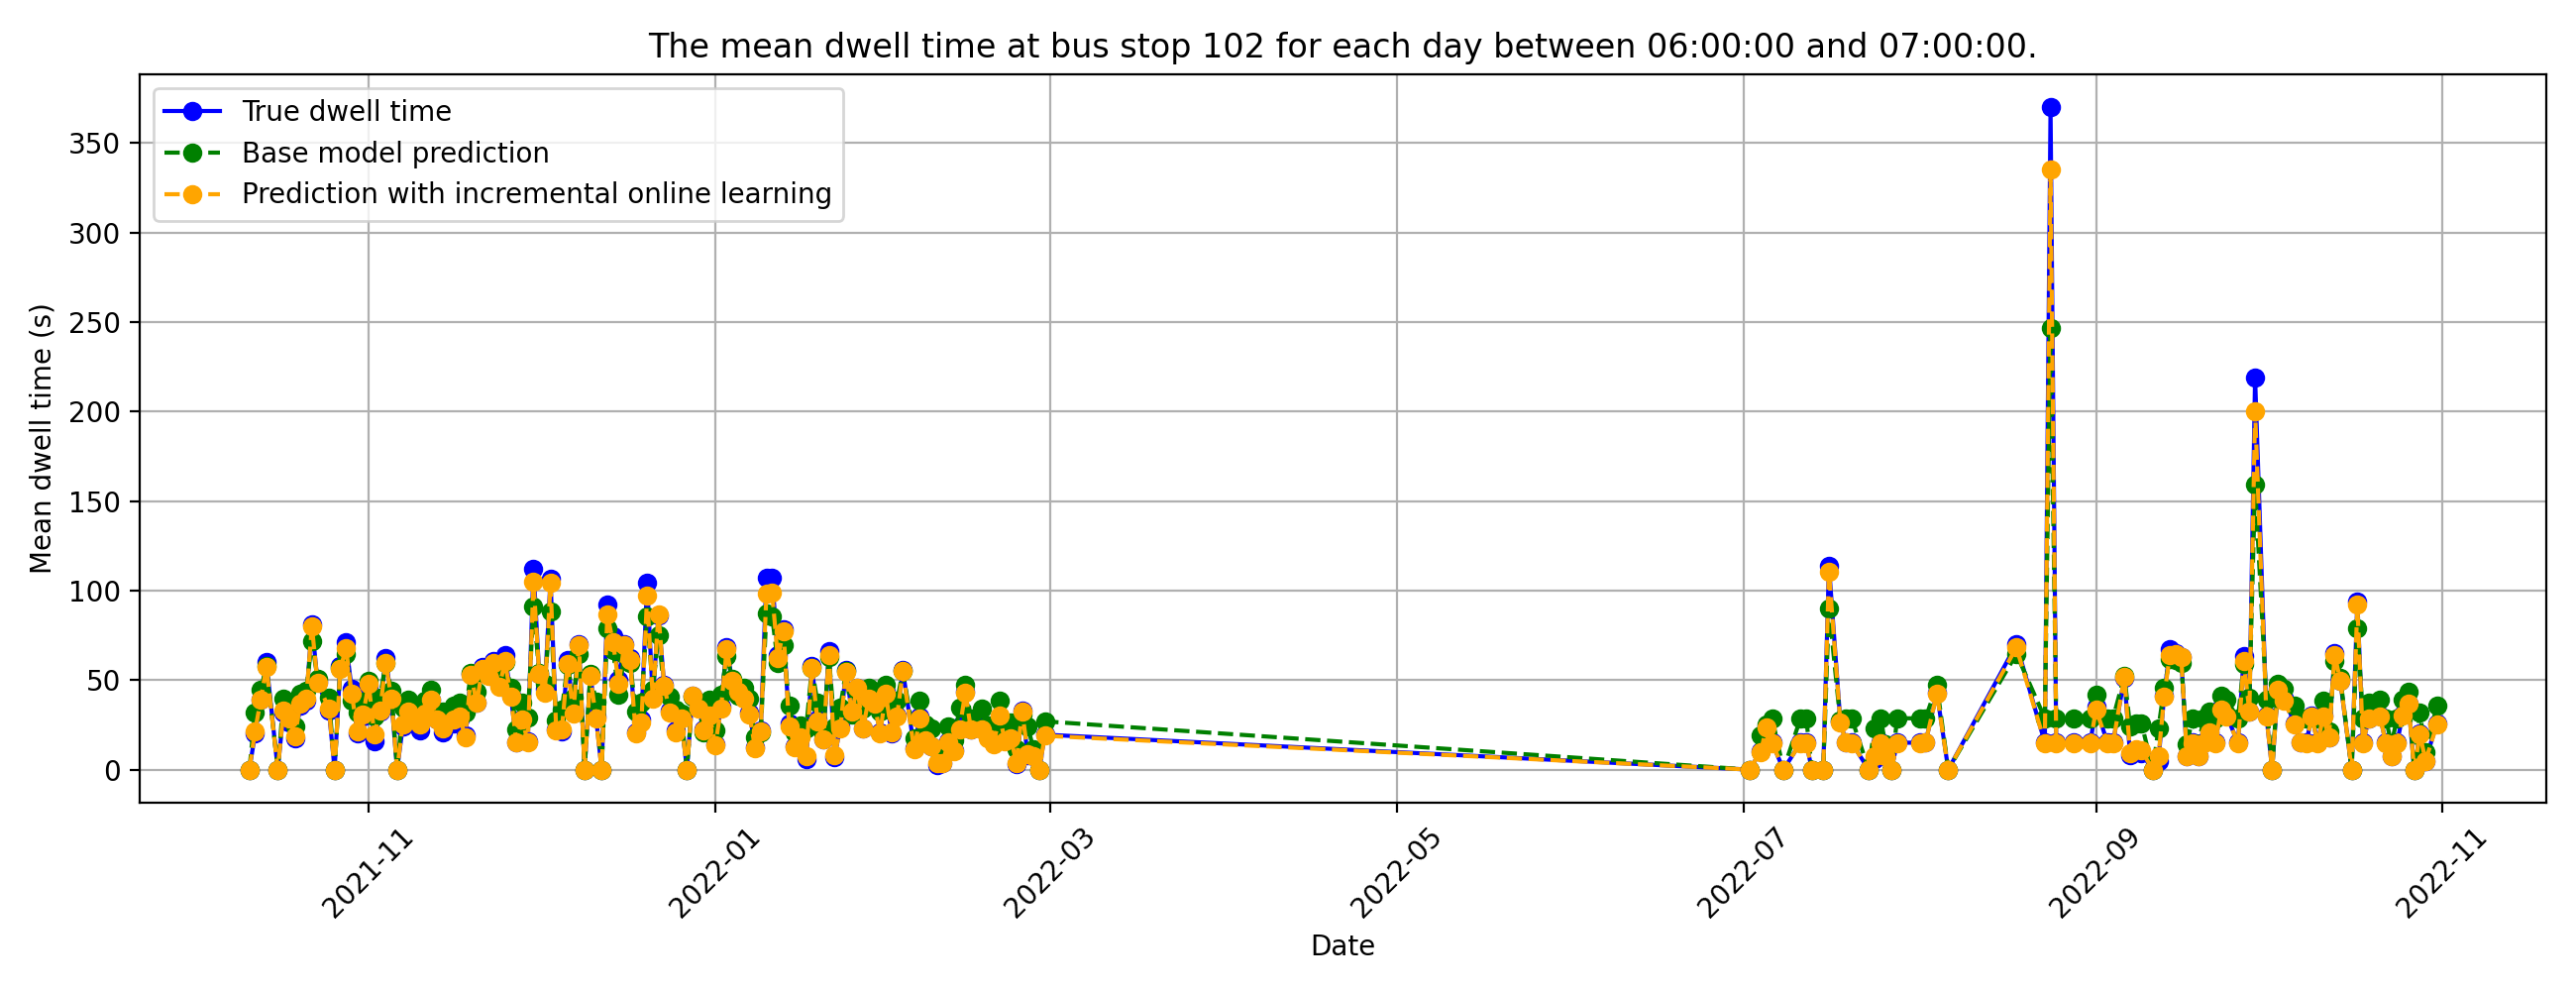 The mean dwell time at bus stop 102 for each day between 06:00:00 and 07:00:00.
True dwell time
Base model prediction
Prediction with incremental online learning
Mean dwell time (s)
350
300
250
200
150
100
50
0
2021-11
2022-01
2022-03
2022-05
2022-07
2022-09
2022-11
Date